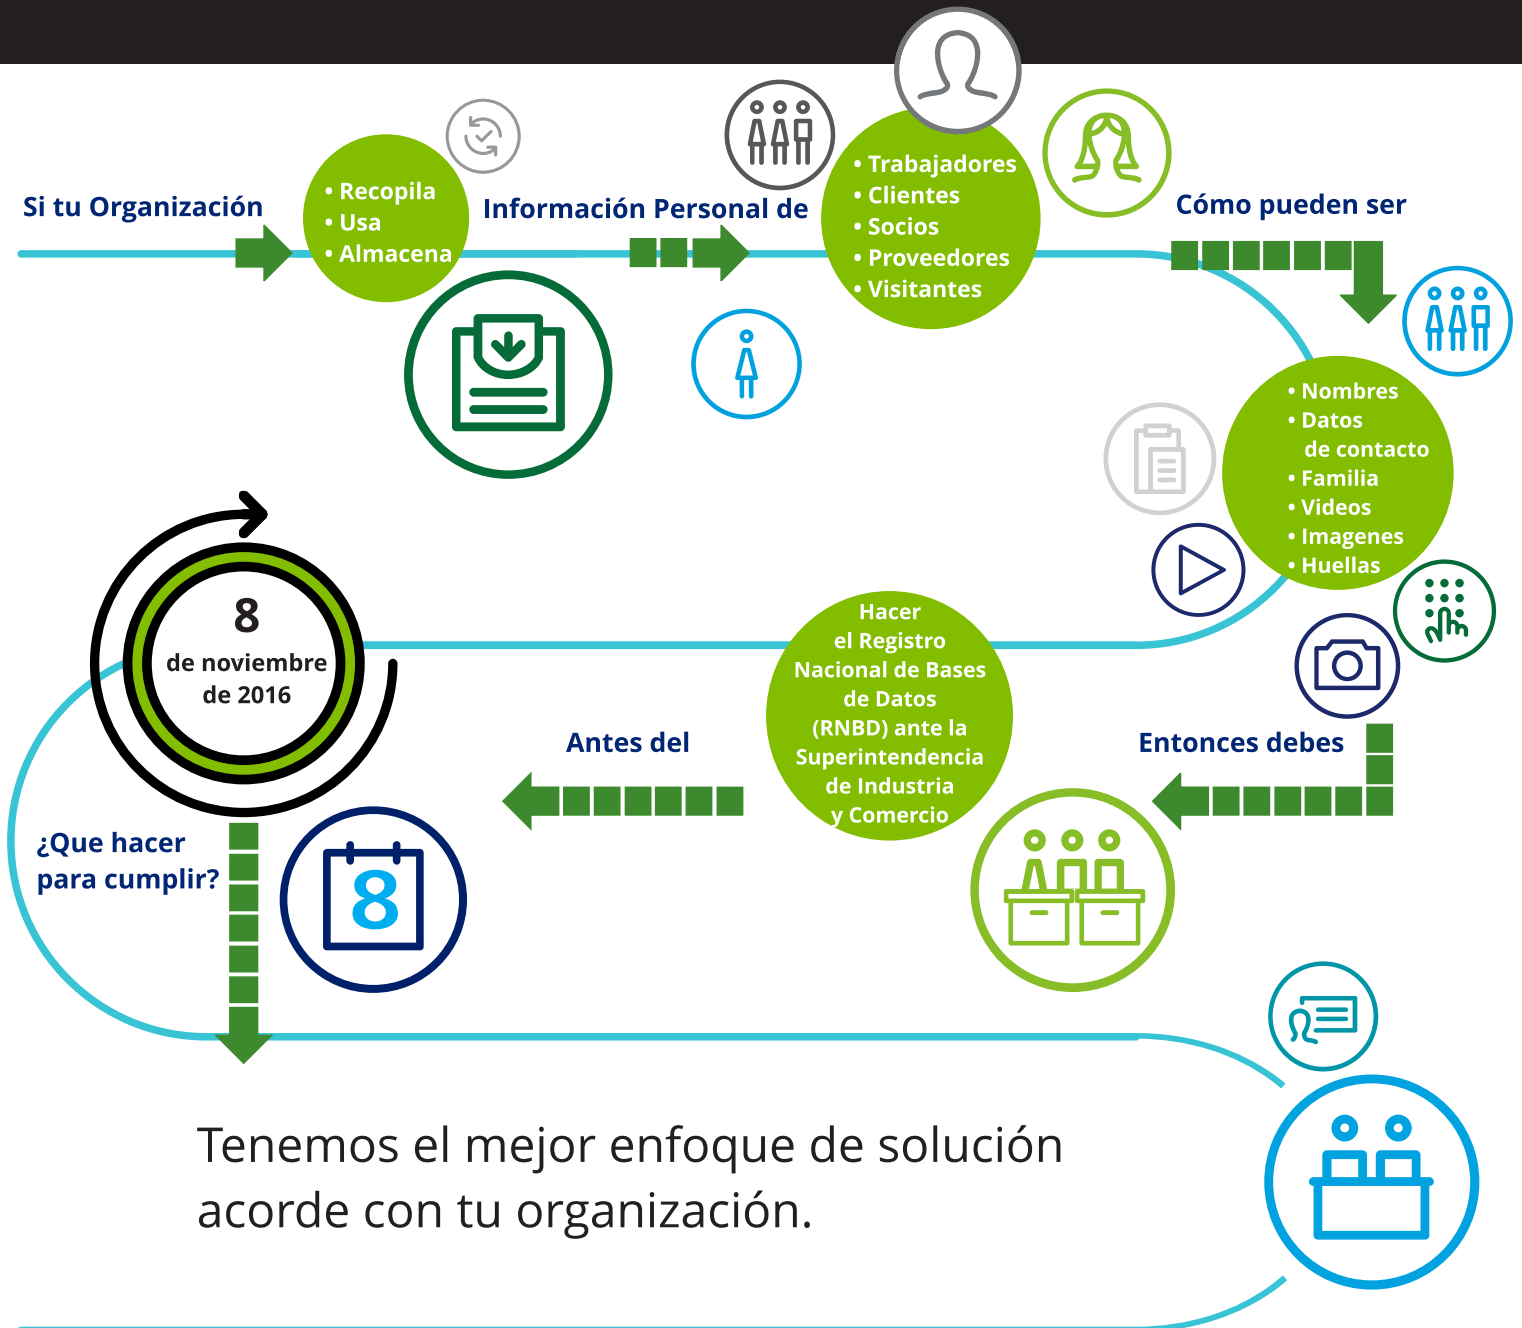 Si tu Organización
• Recopila
• Usa
• Almacena
Información Personal de
• Trabajadores
• Clientes
• Socios
• Proveedores
• Visitantes
Cómo pueden ser
• Nombres
• Datos
de contacto
• Familia
• Videos
• Imagenes
• Huellas
Entonces debes
Hacer
el Registro
Nacional de Bases
de Datos
(RNBD) ante la
Superintendencia
de Industria
y Comercio
Antes del
8
de noviembre
de 2016
8
¿Que hacer
para cumplir?
Tenemos el mejor enfoque de solución
acorde con tu organización.